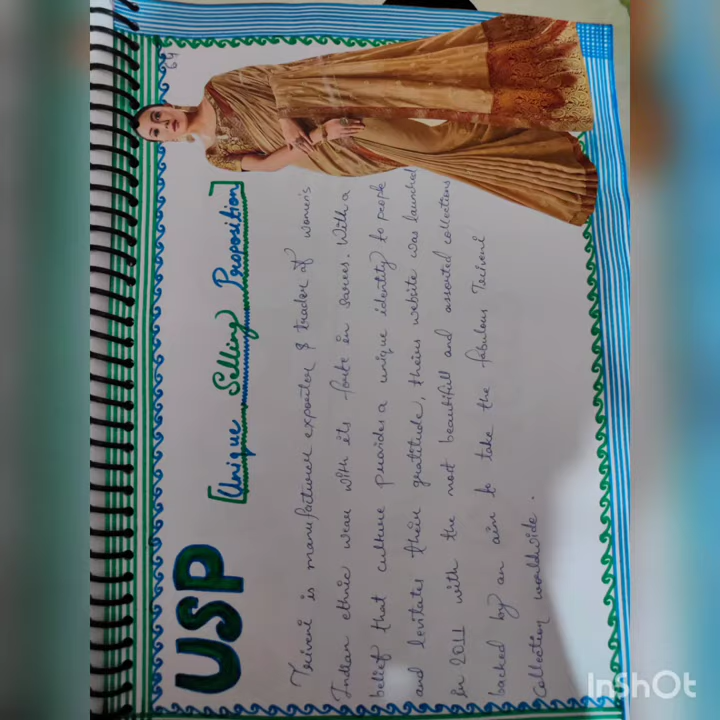 64
USP
[Unique Selling Proposition]
Triveni is manufacturer exporter & trader of women's
Indian ethnic wear with its forte in sarees. With a
belief that culture provides a unique identity to people
and levitates their gratitude, theirs website was launched
in 2011 with the most beautiful and assorted collections
backed by an aim to take the fabulous Triveni
Collection worldwide.
InShOt